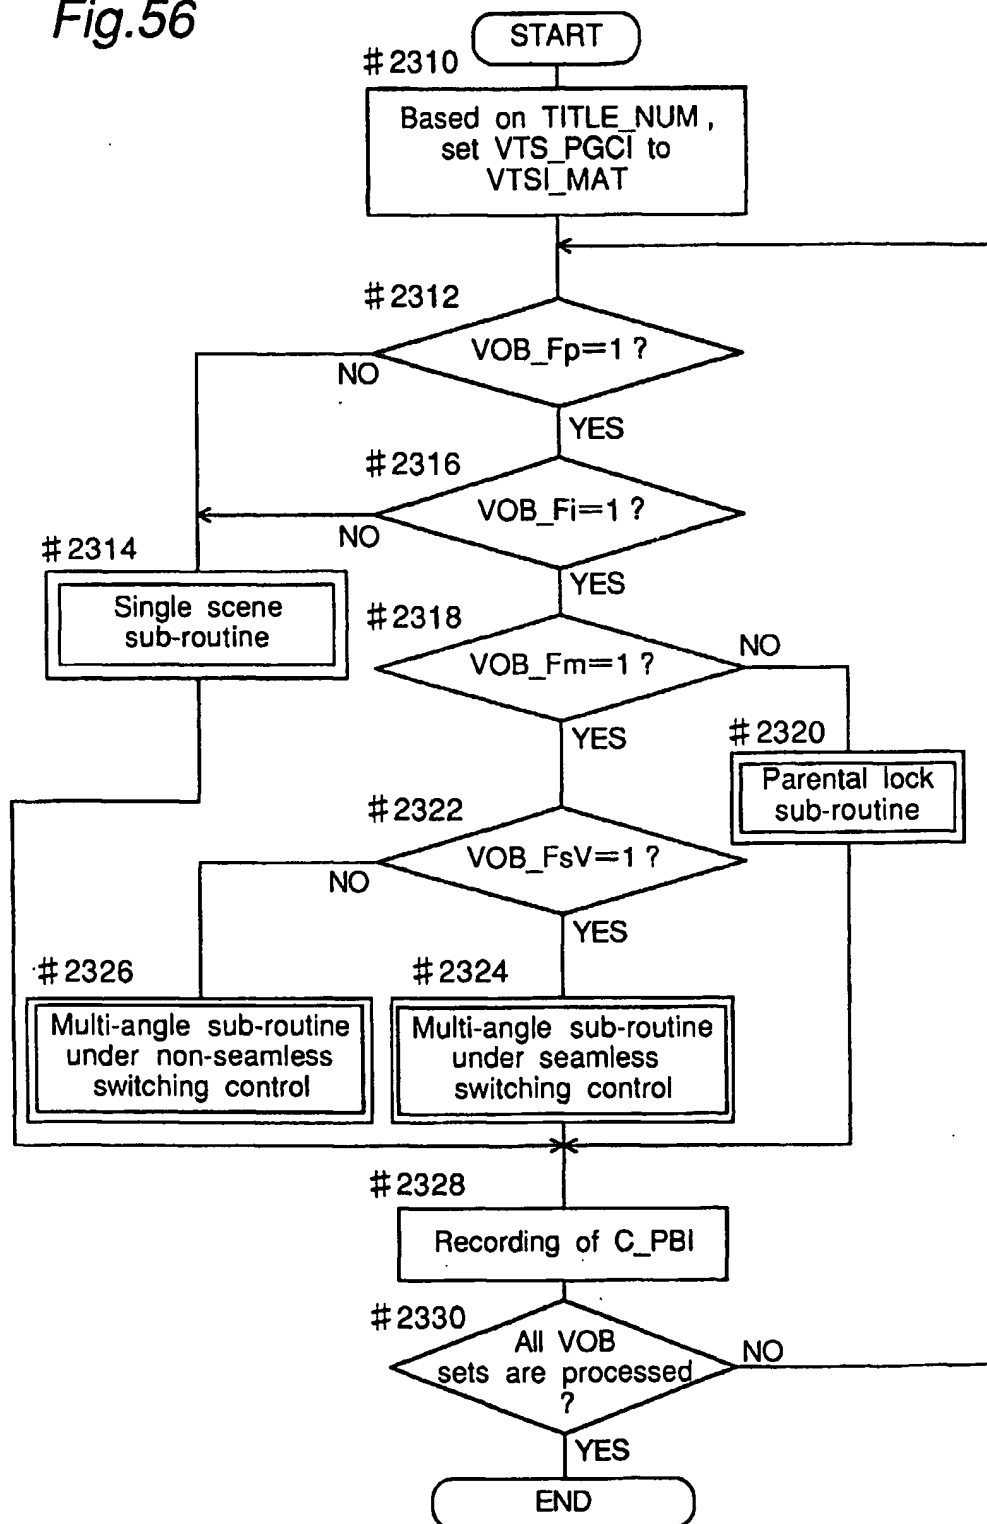 Fig.56
START
#2310
Based on TITLE_NUM,
set VTS_PGCI to
VTSI_MAT
#2312
VOB_Fp=1?
NO
YES
#2316
VOB_Fi=1?
NO
YES
#2314
Single scene
sub-routine
#2318
VOB_Fm=1?
NO
YES
#2320
Parental lock
sub-routine
#2322
VOB_FsV=1?
NO
YES
#2326
Multi-angle sub-routine
under non-seamless
switching control
#2324
Multi-angle sub-routine
under seamless
switching control
#2328
Recording of C_PBI
#2330
All VOB
sets are processed
?
NO
YES
END